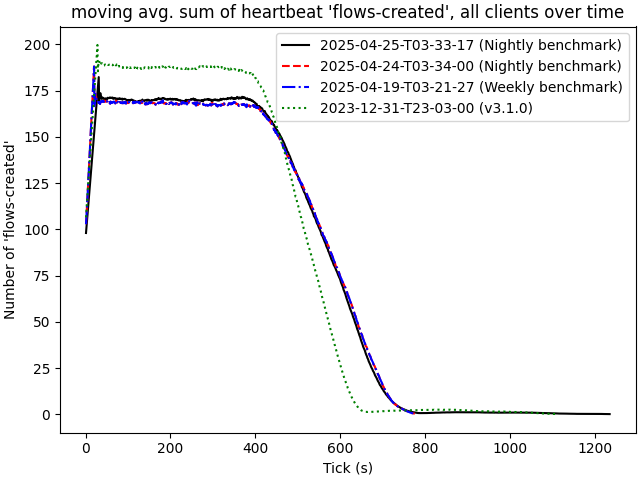 moving avg. sum of heartbeat 'flows-created', all clients over time
2025-04-25-T03-33-17 (Nightly benchmark)
2025-04-24-T03-34-00 (Nightly benchmark)
2025-04-19-T03-21-27 (Weekly benchmark)
2023-12-31-T23-03-00 (v3.1.0)
Number of 'flows-created'
200
175
150
125
100
75
50
25
0
0 200 400 600 800 1000 1200
Tick (s)